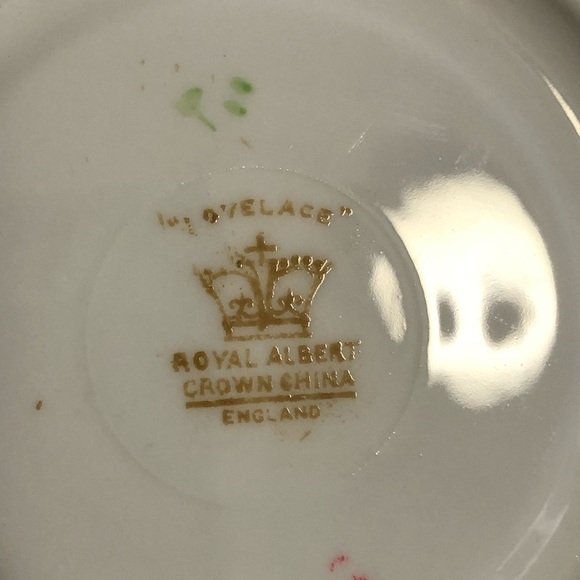 OVELACE"
ROYAL ALBERT
CROWN CHINA
ENGLAND